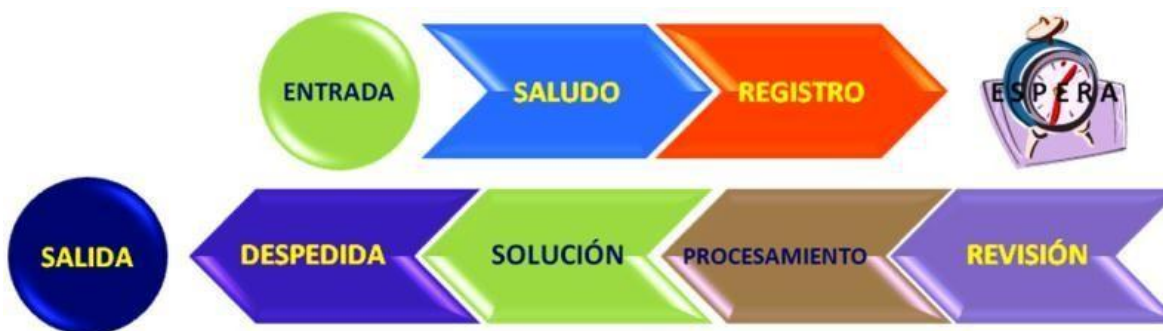 ENTRADA SALUDO REGISTRO ESPERA
SALIDA DESPEDIDA SOLUCIÓN PROCESAMIENTO REVISIÓN